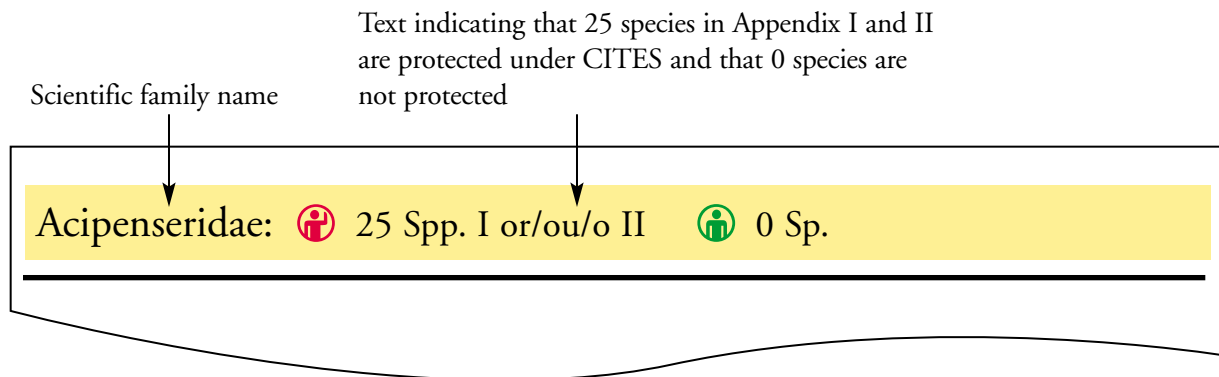 Text indicating that 25 species in Appendix I and II
are protected under CITES and that 0 species are
not protected
Scientific family name
Acipenseridae: 25 Spp. I or/ou/o II 0 Sp.